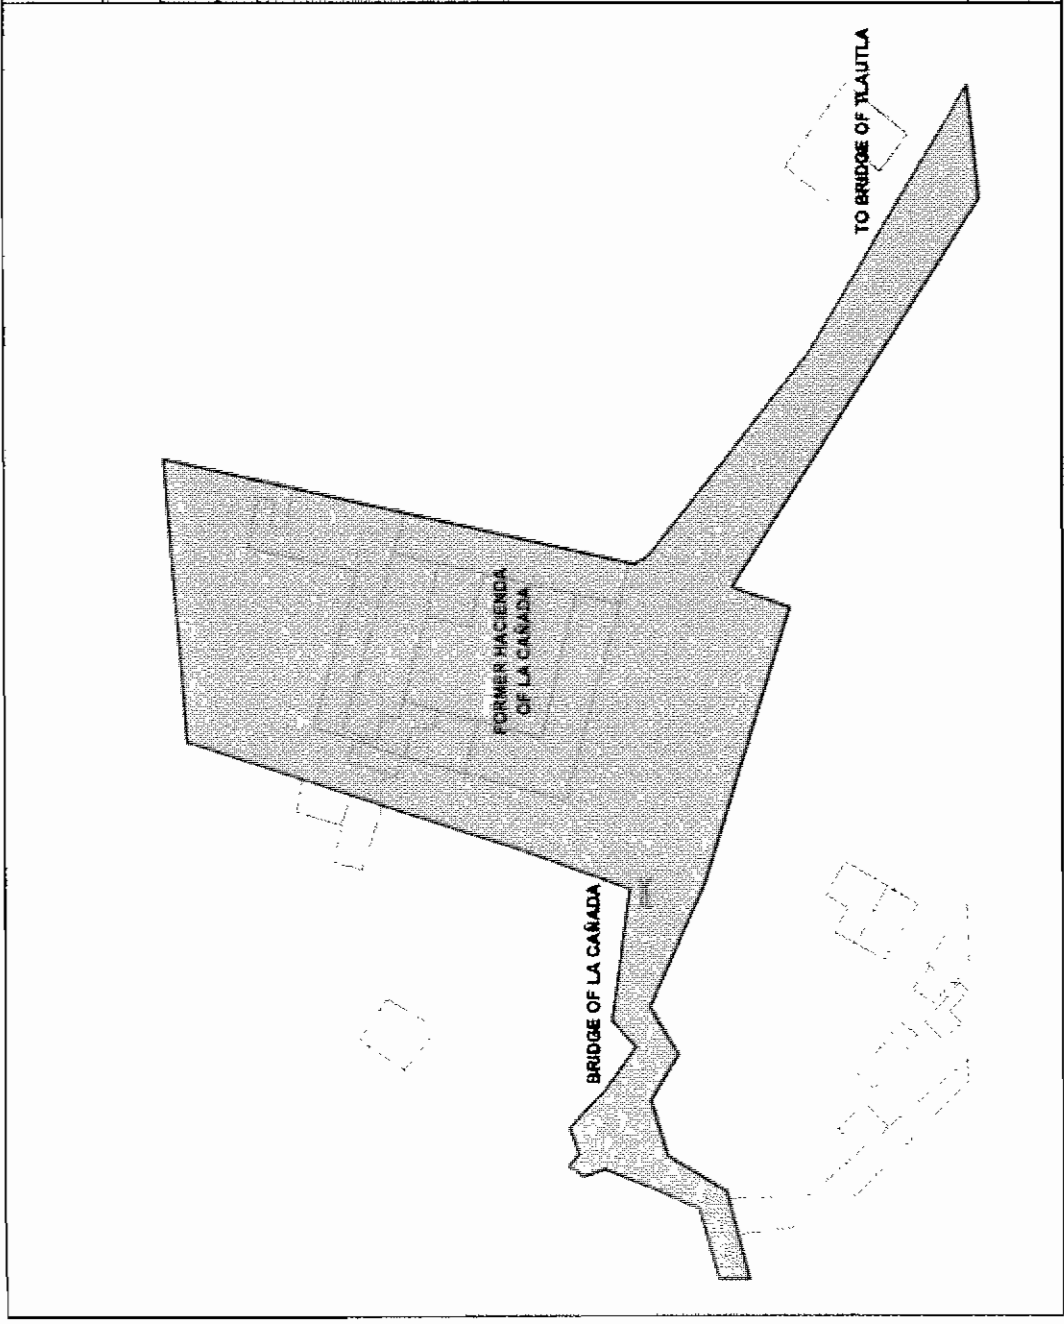 TO BRIDGE OF TLAUTLA
FORMER HACIENDA
OF LA CAÑADA
BRIDGE OF LA CAÑADA